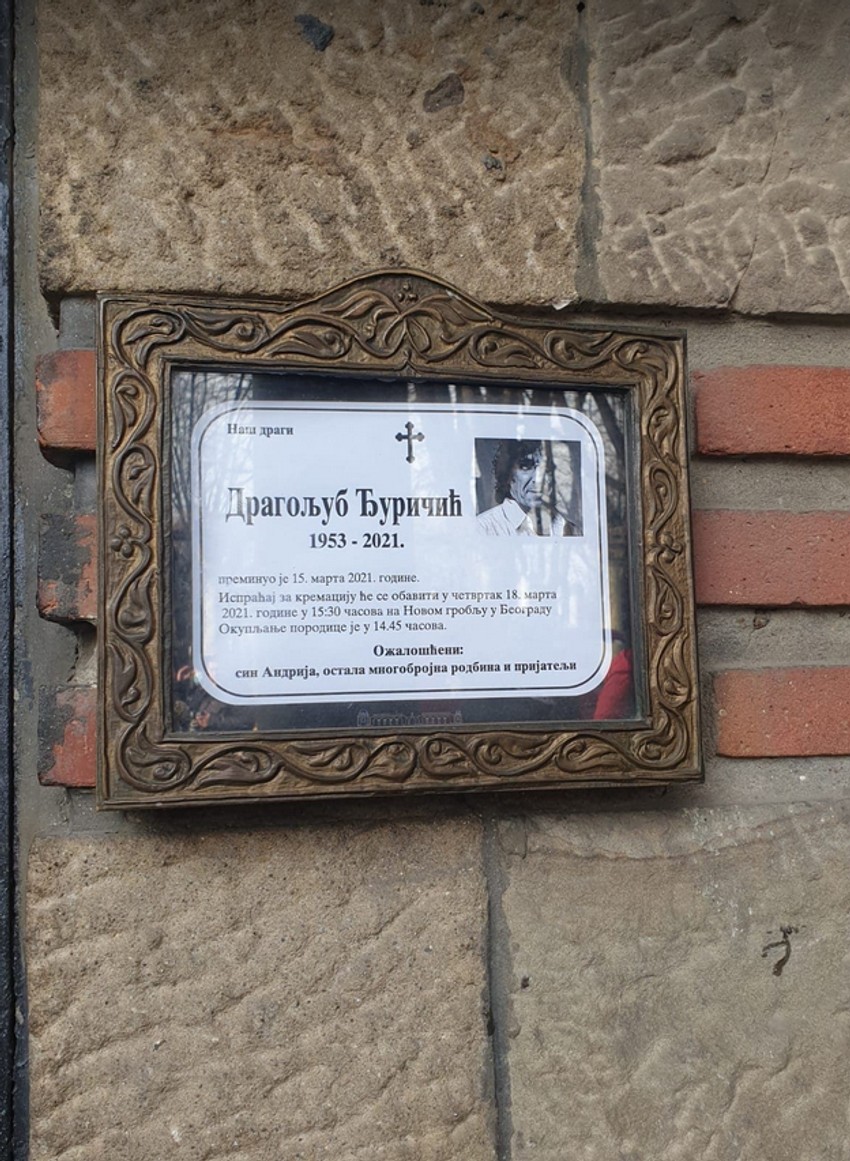 Наш драги
Драгољуб Ђуричић
1953 - 2021.
преминуо је 15. марта 2021. године.
Испраћај за кремацију ће се обавити у четвртак 18. марта
2021. године у 15:30 часова на Новом гробљу у Београду
Окупљање породице је у 14.45 часова.
Ожалошћени:
син Андрија, остала многобројна родбина и пријатељи